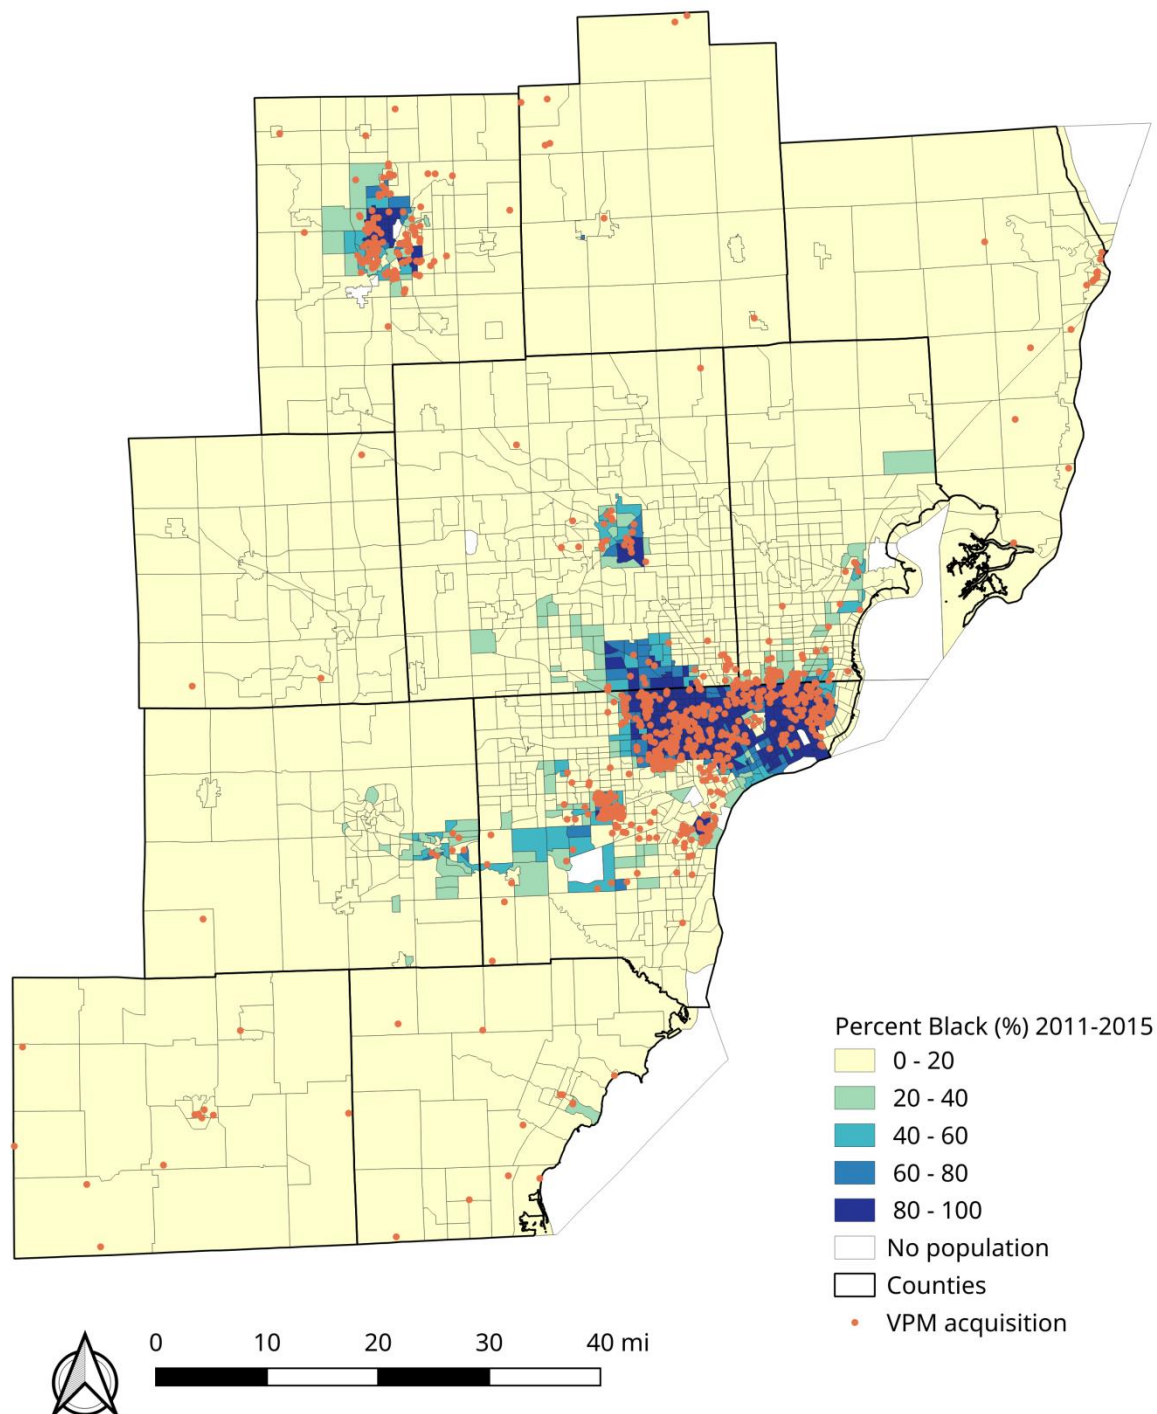 Percent Black (%) 2011-2015
0 - 20
20 - 40
40 - 60
60 - 80
80 - 100
No population
Counties
VPM acquisition
0 10 20 30 40 mi